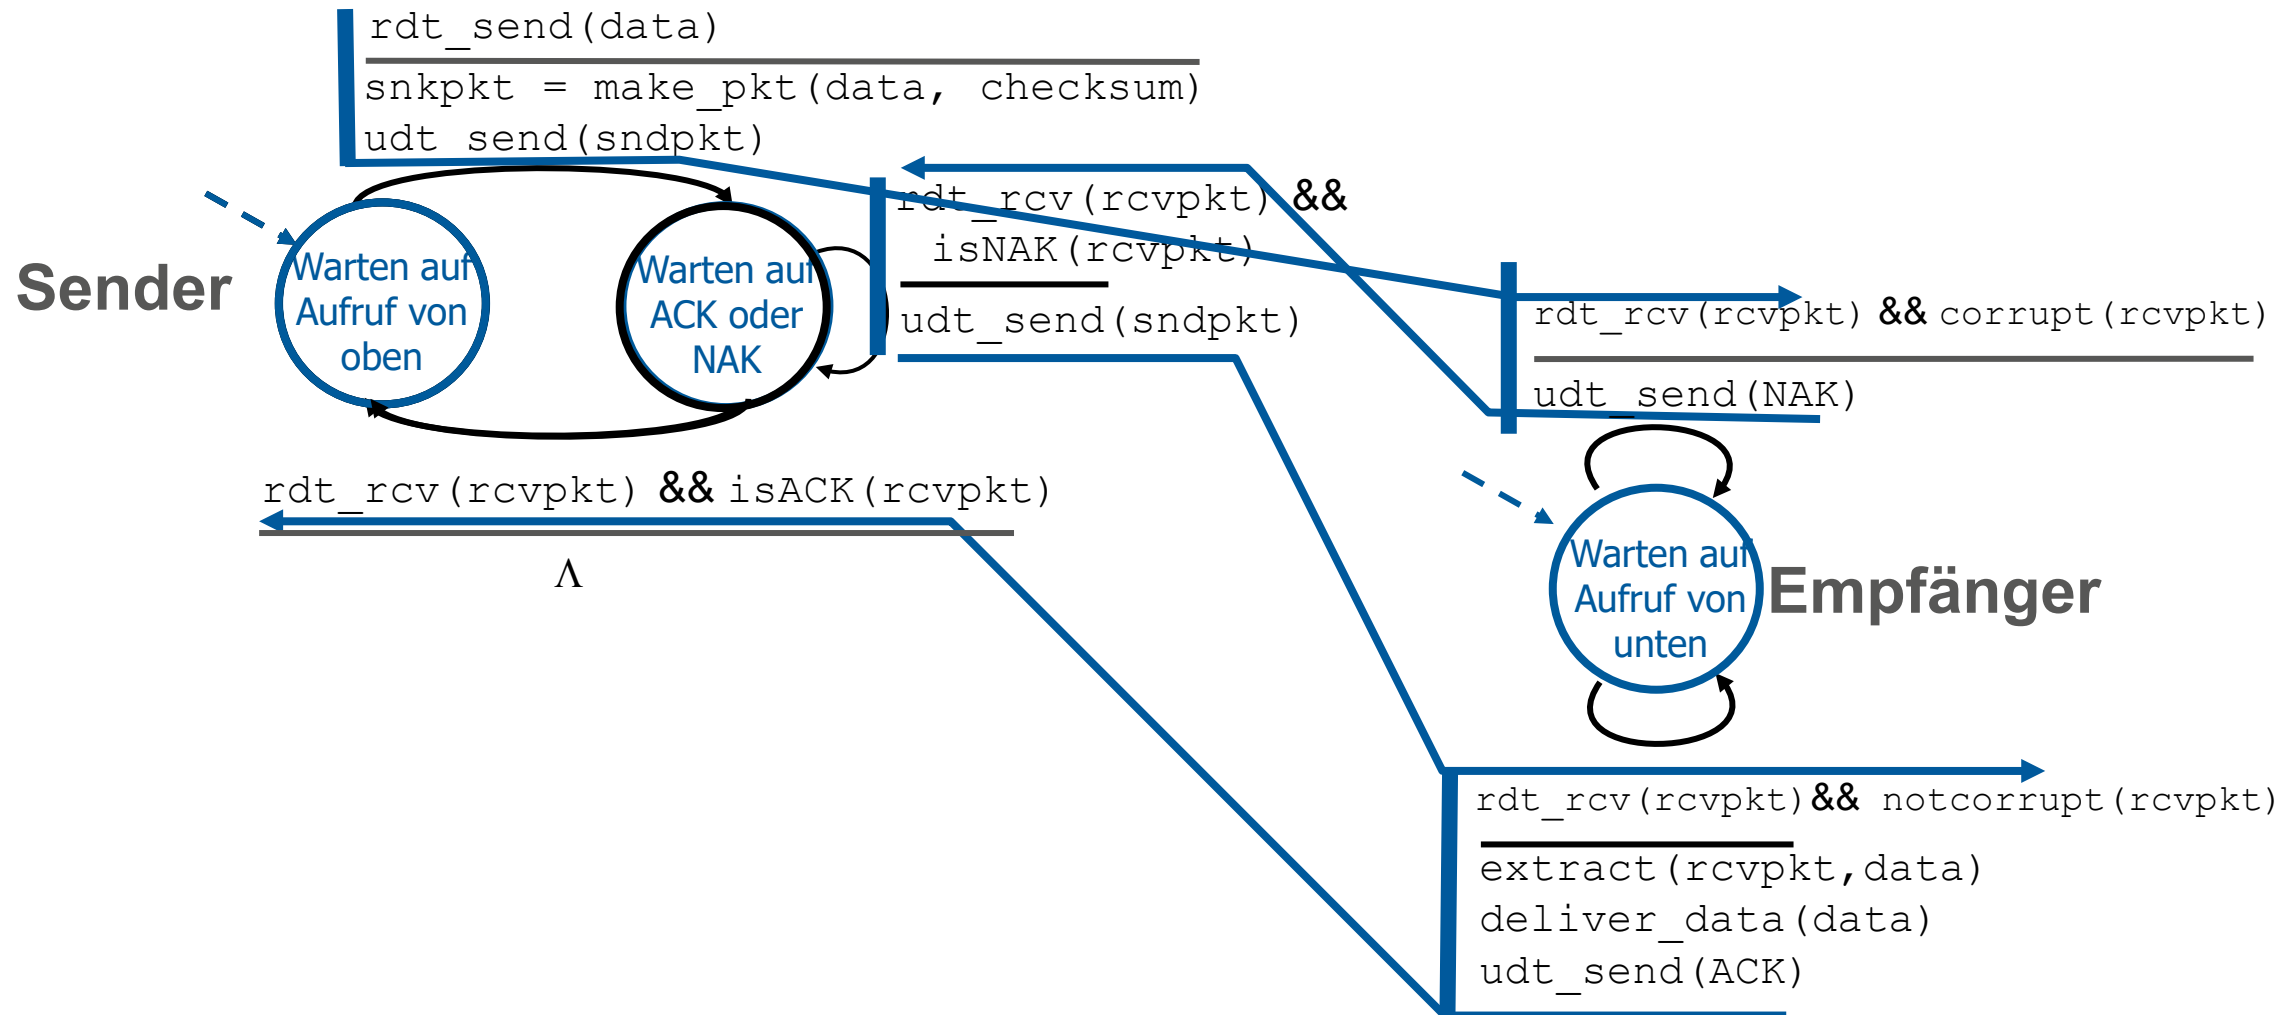 rdt_send(data)
snkpkt = make_pkt(data, checksum)
udt_send(sndpkt)
rdt_rcv(rcvpkt) &&
isNAK(rcvpkt)
udt_send(sndpkt)
Sender
Warten auf
Aufruf von
oben
Warten auf
ACK oder
NAK
rdt_rcv(rcvpkt) && corrupt(rcvpkt)
udt_send(NAK)
rdt_rcv(rcvpkt) && isACK(rcvpkt)
Λ
Warten auf
Aufruf von
unten
Empfänger
rdt_rcv(rcvpkt) && notcorrupt(rcvpkt)
extract(rcvpkt,data)
deliver_data(data)
udt_send(ACK)